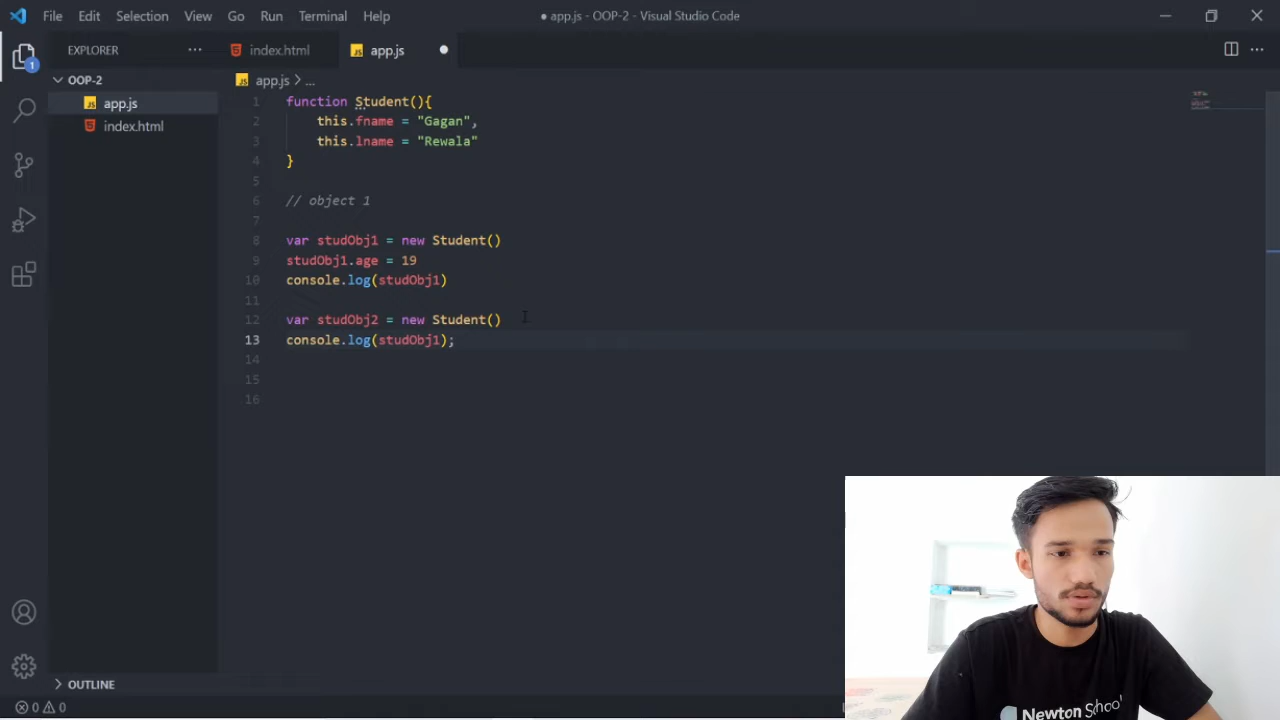 File Edit Selection View Go Run Terminal Help
● app.js - OOP-2 - Visual Studio Code
EXPLORER
index.html
app.js
OOP-2
app.js
index.html
app.js > ...
1 function Student(){
2 this.fname = "Gagan",
3 this.lname = "Rewala"
4 }
5
6 // object 1
7
8 var studObj1 = new Student()
9 studObj1.age = 19
10 console.log(studObj1)
11
12 var studObj2 = new Student()
13 console.log(studObj1);
14
15
16
1
OUTLINE
0 0
Newton School